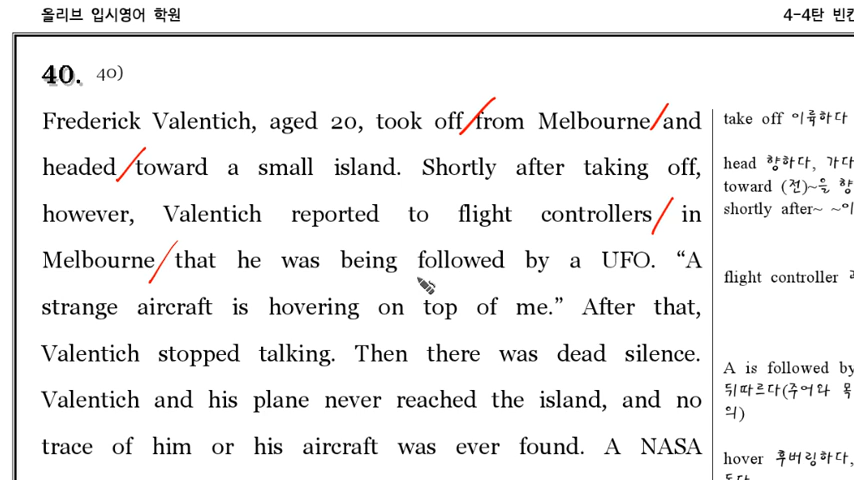 올리브 입시영어 학원
4-4탄
40. 40)
Frederick Valentich, aged 20, took off from Melbourne and
headed toward a small island. Shortly after taking off,
however, Valentich reported to flight controllers in
Melbourne that he was being followed by a UFO. “A
strange aircraft is hovering on top of me.” After that,
Valentich stopped talking. Then there was dead silence.
Valentich and his plane never reached the island, and no
trace of him or his aircraft was ever found. A NASA
take off 이륙하다
head 향하다, 가다
toward (전)~을 향
shortly after~ ~이
flight controller
A is followed by
뒤따르다(주어와 목
의)
hover 후버링하다,